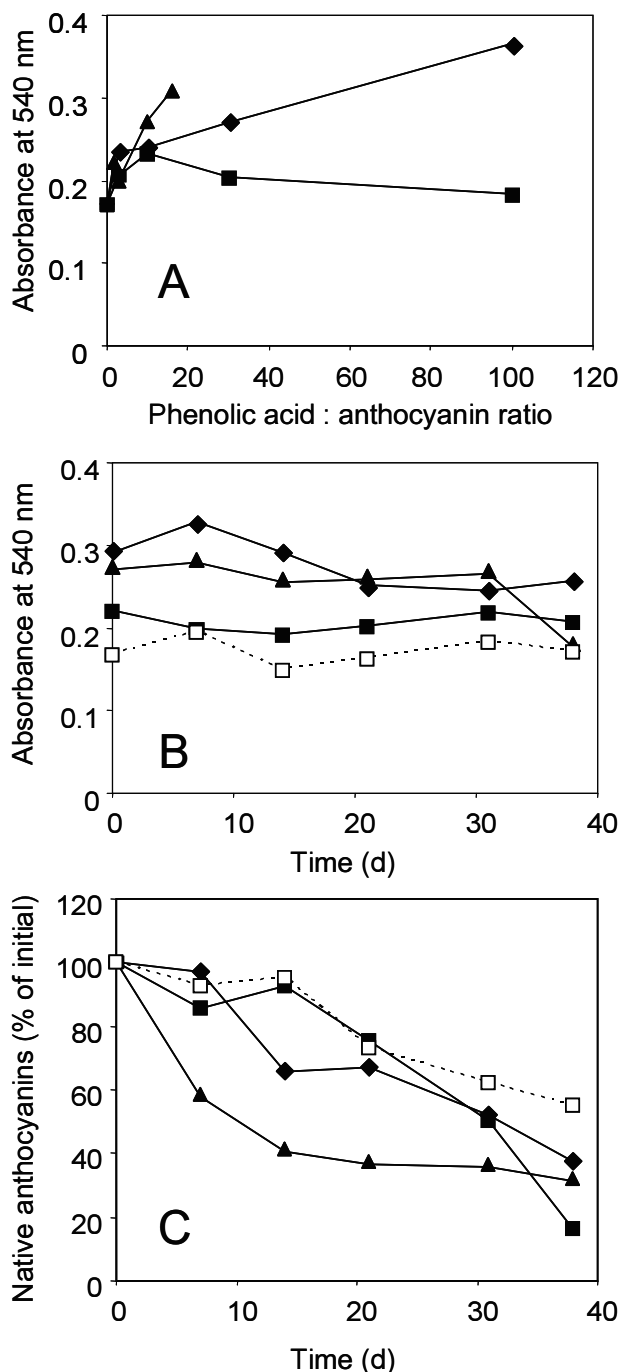 Absorbance at 540 nm
0.4
0.3
0.2
0.1
0
A
0 20 40 60 80 100 120
Phenolic acid : anthocyanin ratio
Absorbance at 540 nm
0.4
0.3
0.2
0.1
0
B
0 10 20 30 40
Time (d)
Native anthocyanins (% of initial)
120
100
80
60
40
20
0
C
0 10 20 30 40
Time (d)